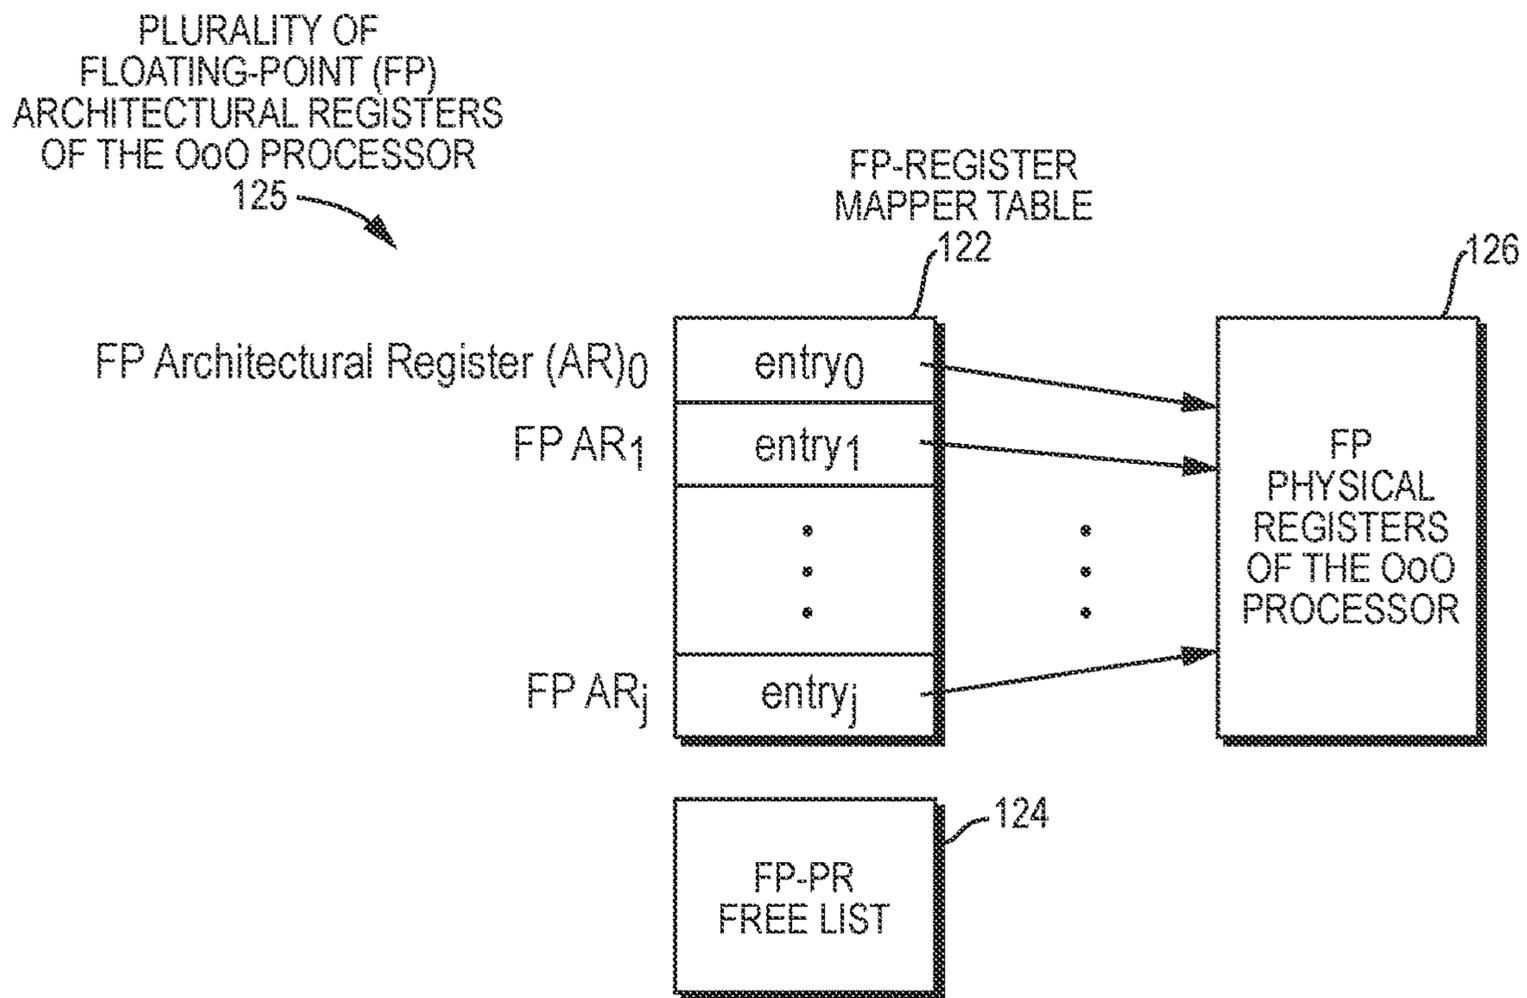 PLURALITY OF
FLOATING-POINT (FP)
ARCHITECTURAL REGISTERS
OF THE OoO PROCESSOR
125
FP-REGISTER
MAPPER TABLE
122
126
FP Architectural Register (AR)0
entry0
FP AR1
entry1
FP ARj
entryj
FP
PHYSICAL
REGISTERS
OF THE OoO
PROCESSOR
124
FP-PR
FREE LIST